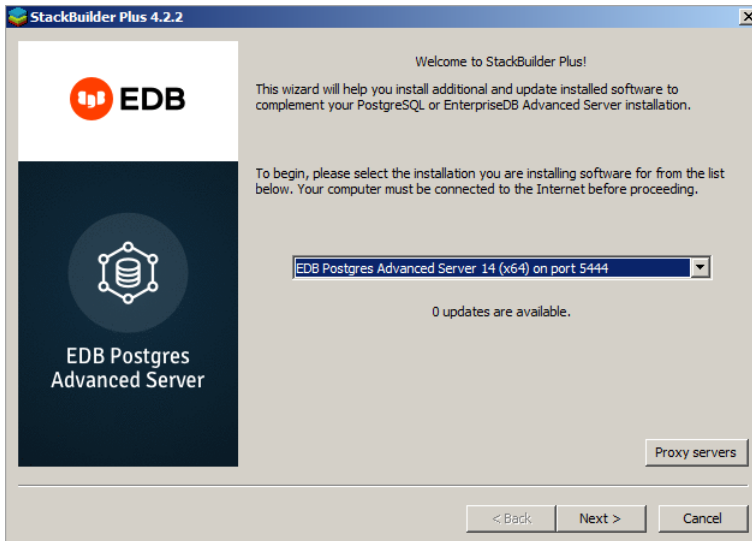 StackBuilder Plus 4.2.2
EDB
Welcome to StackBuilder Plus!
This wizard will help you install additional and update installed software to
complement your PostgreSQL or EnterpriseDB Advanced Server installation.
To begin, please select the installation you are installing software for from the list
below. Your computer must be connected to the Internet before proceeding.
EDB Postgres Advanced Server 14 (x64) on port 5444
0 updates are available.
EDB Postgres
Advanced Server
Proxy servers
< Back
Next >
Cancel